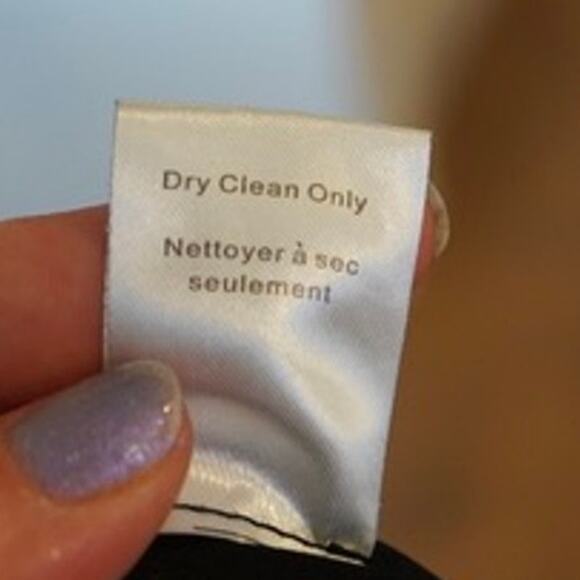 Dry Clean Only
Nettoyer à sec
seulement